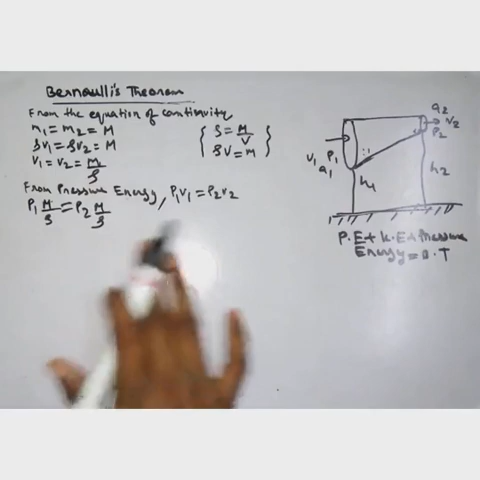 Bernaulli's Theorem
From the equation of continuity
m₁ = m₂ = M
ρv₁ = ρv₂ = M
V₁ = V₂ = M/ρ
{ ρ = M/V
ρV = m }
From Pressure Energy, P₁V₁ = P₂V₂
P₁ M/ρ = P₂ M/ρ
a₂
v₂
P₂
V₁ P₁
a₁
h₁
h₂
P.E + K.E + Pressure
Energy =